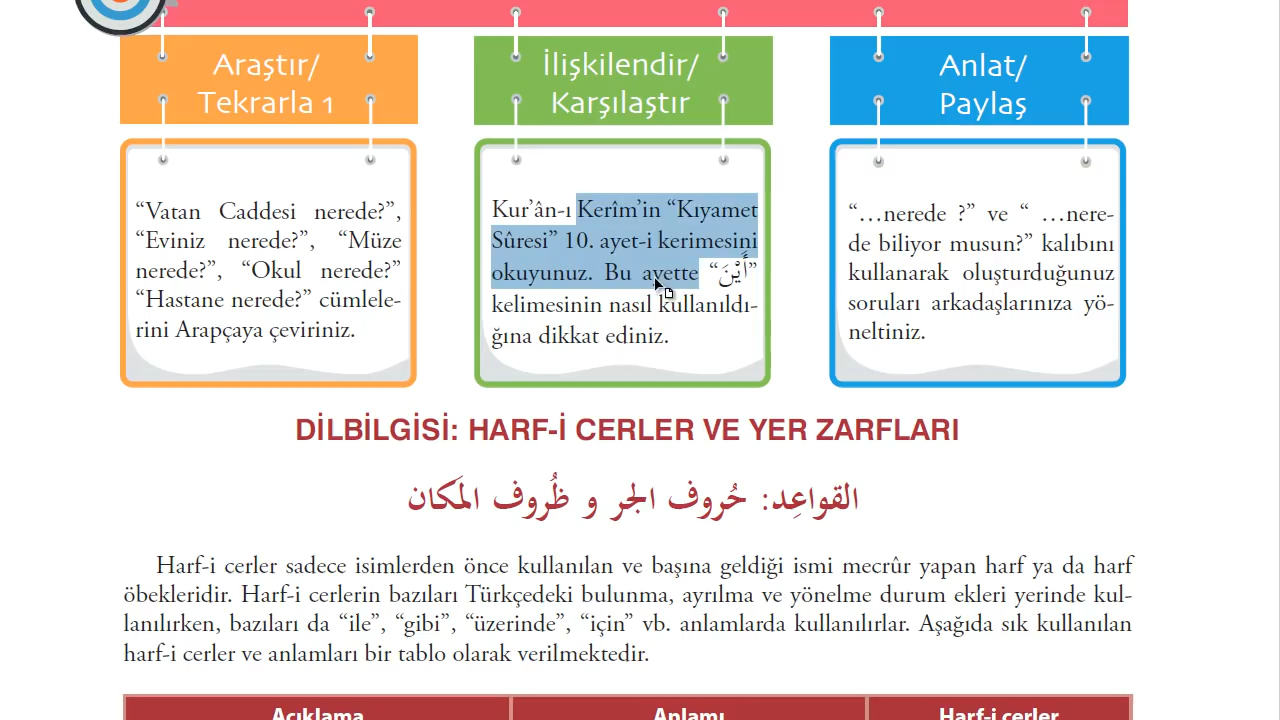 Araştır/
Tekrarla 1
“Vatan Caddesi nerede?”,
“Eviniz nerede?”, “Müze
nerede?”, “Okul nerede?”
“Hastane nerede?” cümlele-
rini Arapçaya çeviriniz.
İlişkilendir/
Karşılaştır
Kur’ân-ı Kerîm’in “Kıyamet
Sûresi” 10. ayet-i kerimesini
okuyunuz. Bu ayette “أَيْنَ”
kelimesinin nasıl kullanıldı-
ğına dikkat ediniz.
Anlat/
Paylaş
“…nerede ?” ve “ …nere-
de biliyor musun?” kalıbını
kullanarak oluşturduğunuz
soruları arkadaşlarınıza yö-
neltiniz.
DİLBİLGİSİ: HARF-İ CERLER VE YER ZARFLARI
القواعِد: حُروف الجر و ظُروف المَكان
Harf-i cerler sadece isimlerden önce kullanılan ve başına geldiği ismi mecrûr yapan harf ya da harf
öbekleridir. Harf-i cerlerin bazıları Türkçedeki bulunma, ayrılma ve yönelme durum ekleri yerinde kul-
lanılırken, bazıları da “ile”, “gibi”, “üzerinde”, “için” vb. anlamlarda kullanılırlar. Aşağıda sık kullanılan
harf-i cerler ve anlamları bir tablo olarak verilmektedir.
Açıklama
Anlamı
Harf-i cerler